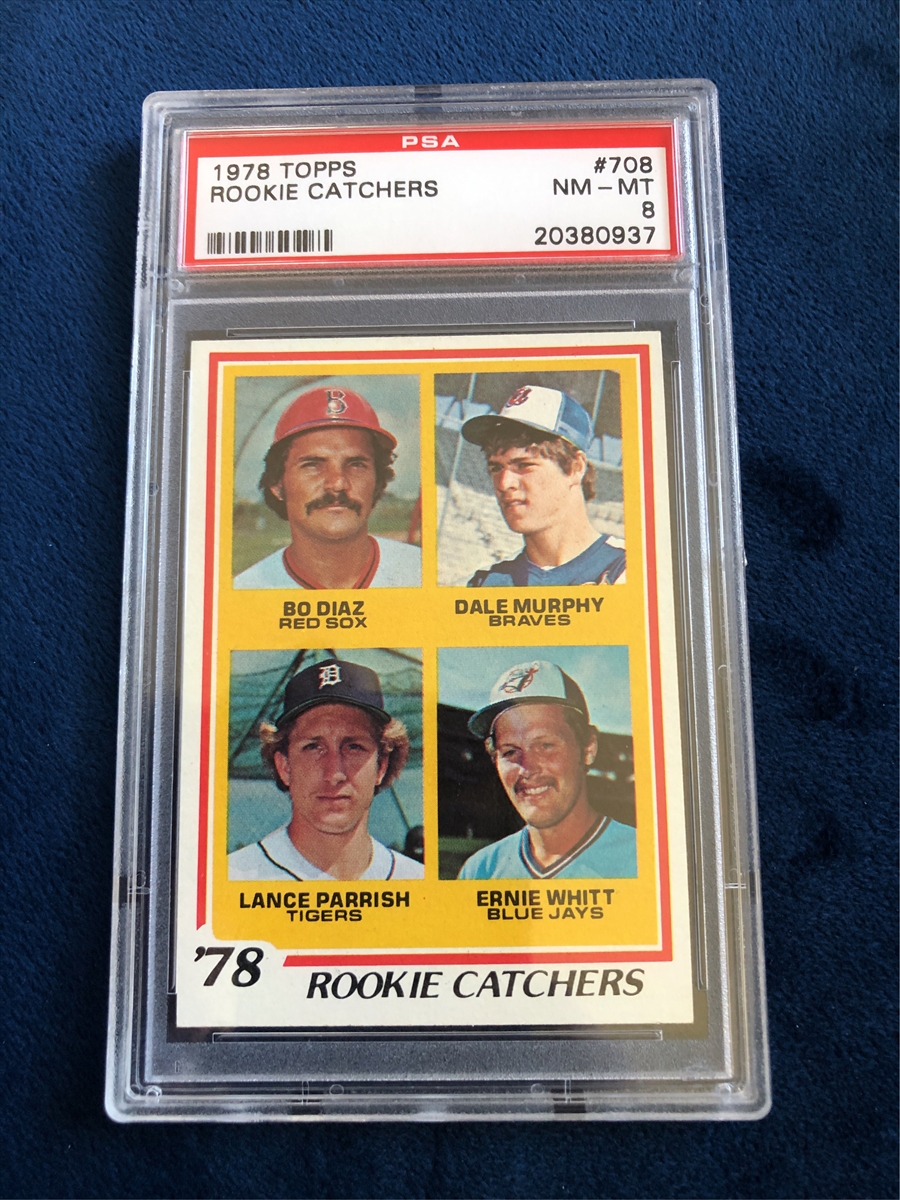 PSA
1978 TOPPS #708
ROOKIE CATCHERS NM - MT
8
20380937
B
BO DIAZ DALE MURPHY
RED SOX BRAVES
D
LANCE PARRISH ERNIE WHITT
TIGERS BLUE JAYS
'78 ROOKIE CATCHERS